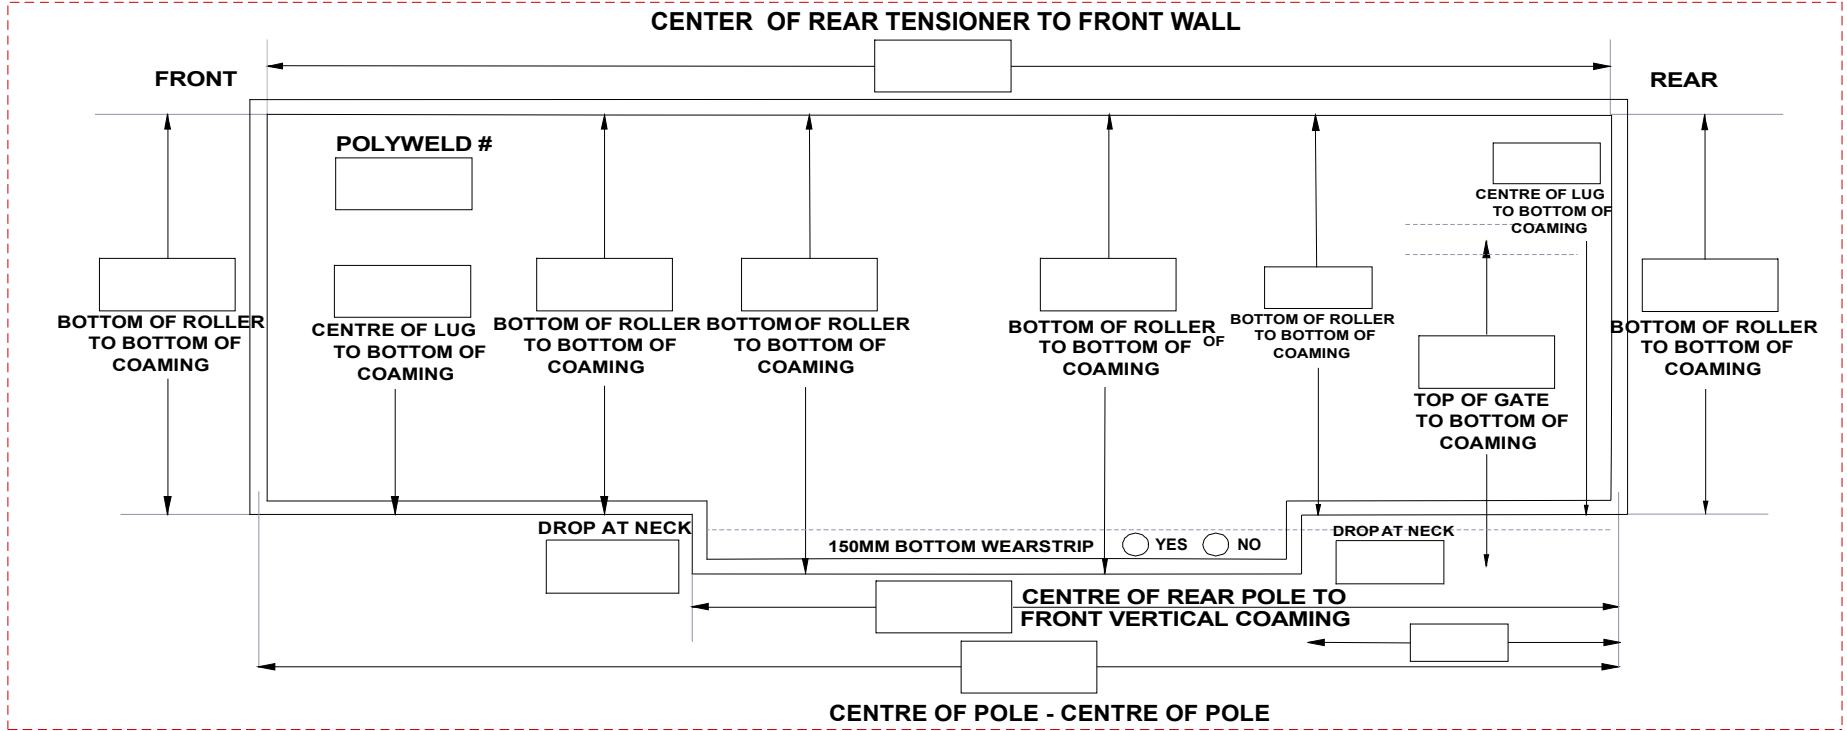 CENTER OF REAR TENSIONER TO FRONT WALL
FRONT
REAR
POLYWELD #
CENTRE OF LUG
TO BOTTOM OF
COAMING
BOTTOM OF ROLLER
TO BOTTOM OF
COAMING
CENTRE OF LUG
TO BOTTOM OF
COAMING
BOTTOM OF ROLLER
TO BOTTOM OF
COAMING
BOTTOM OF ROLLER
TO BOTTOM OF
COAMING
BOTTOM OF ROLLER
TO BOTTOM OF
OF
COAMING
BOTTOM OF ROLLER
TO BOTTOM OF
COAMING
BOTTOM OF ROLLER
TO BOTTOM OF
COAMING
TOP OF GATE
TO BOTTOM OF
COAMING
DROP AT NECK
150MM BOTTOM WEARSTRIP YES NO
DROP AT NECK
CENTRE OF REAR POLE TO
FRONT VERTICAL COAMING
CENTRE OF POLE - CENTRE OF POLE